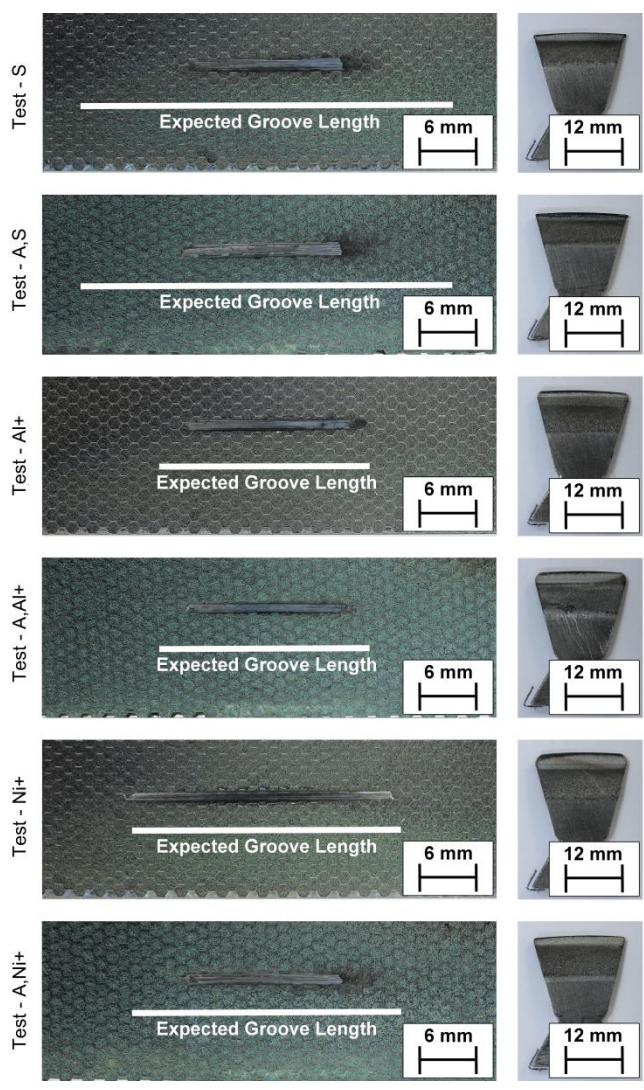 Test - S
Expected Groove Length
6 mm
12 mm
Test - A,S
Expected Groove Length
6 mm
12 mm
Test - Al+
Expected Groove Length
6 mm
12 mm
Test - A,Al+
Expected Groove Length
6 mm
12 mm
Test - Ni+
Expected Groove Length
6 mm
12 mm
Test - A,Ni+
Expected Groove Length
6 mm
12 mm